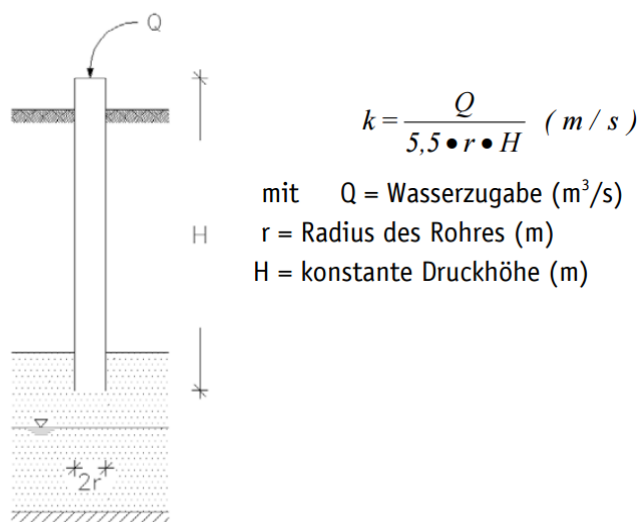 Q
H
2r
k = Q / 5,5 • r • H ( m / s )
mit Q = Wasserzugabe (m³/s)
r = Radius des Rohres (m)
H = konstante Druckhöhe (m)